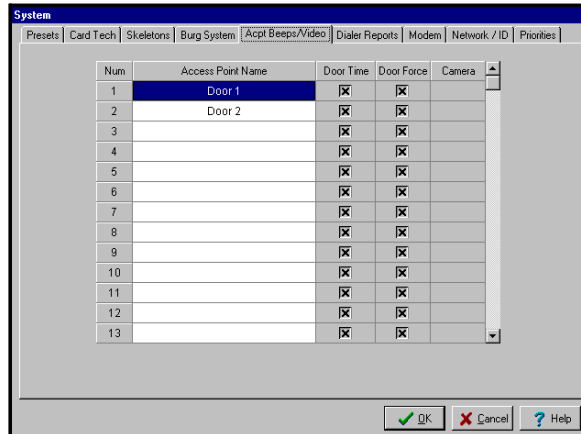 System
Presets Card Tech Skeletons Burg System Acpt Beeps/Video Dialer Reports Modem Network / ID Priorities
Num Access Point Name Door Time Door Force Camera
1 Door 1
2 Door 2
3
4
5
6
7
8
9
10
11
12
13
OK Cancel Help